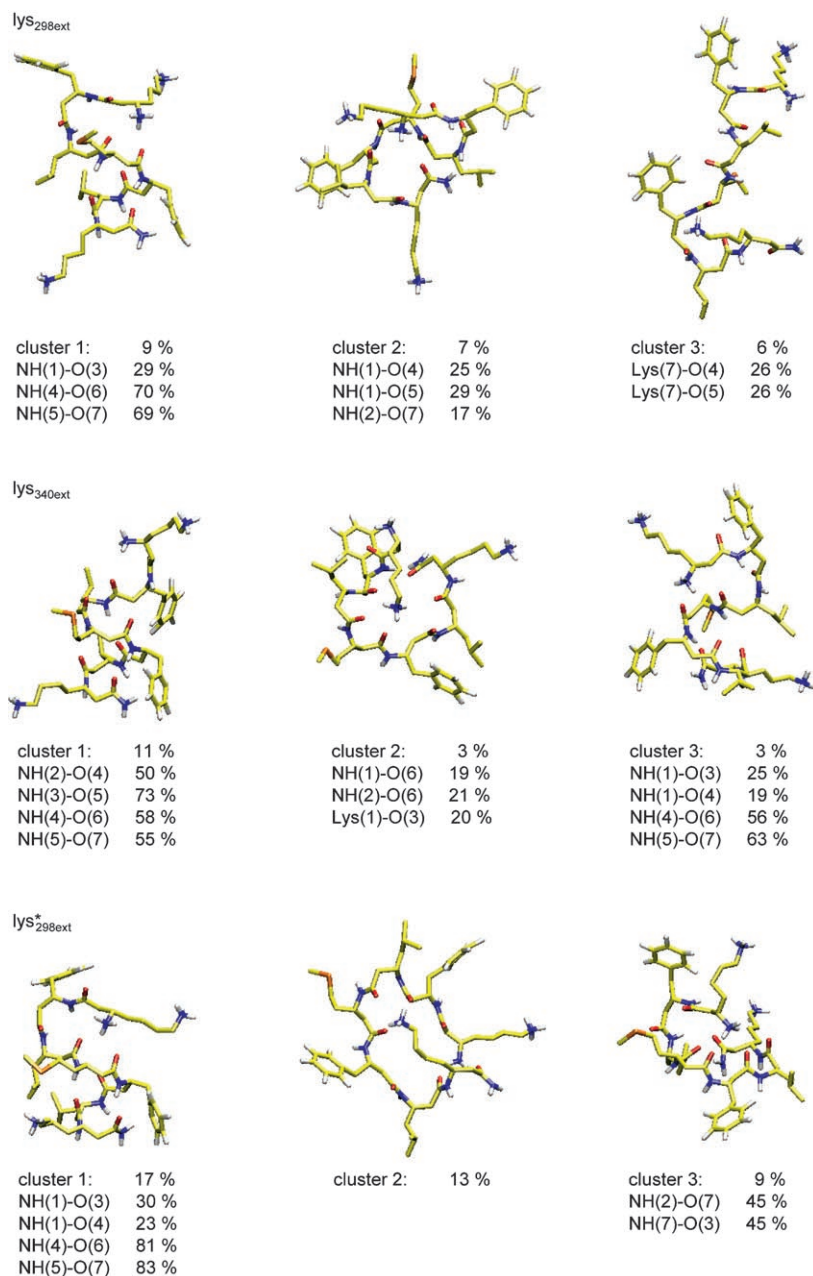 lys298ext
cluster 1: 9 %
NH(1)-O(3) 29 %
NH(4)-O(6) 70 %
NH(5)-O(7) 69 %
cluster 2: 7 %
NH(1)-O(4) 25 %
NH(1)-O(5) 29 %
NH(2)-O(7) 17 %
cluster 3: 6 %
Lys(7)-O(4) 26 %
Lys(7)-O(5) 26 %
lys340ext
cluster 1: 11 %
NH(2)-O(4) 50 %
NH(3)-O(5) 73 %
NH(4)-O(6) 58 %
NH(5)-O(7) 55 %
cluster 2: 3 %
NH(1)-O(6) 19 %
NH(2)-O(6) 21 %
Lys(1)-O(3) 20 %
cluster 3: 3 %
NH(1)-O(3) 25 %
NH(1)-O(4) 19 %
NH(4)-O(6) 56 %
NH(5)-O(7) 63 %
lys*298ext
cluster 1: 17 %
NH(1)-O(3) 30 %
NH(1)-O(4) 23 %
NH(4)-O(6) 81 %
NH(5)-O(7) 83 %
cluster 2: 13 %
cluster 3: 9 %
NH(2)-O(7) 45 %
NH(7)-O(3) 45 %